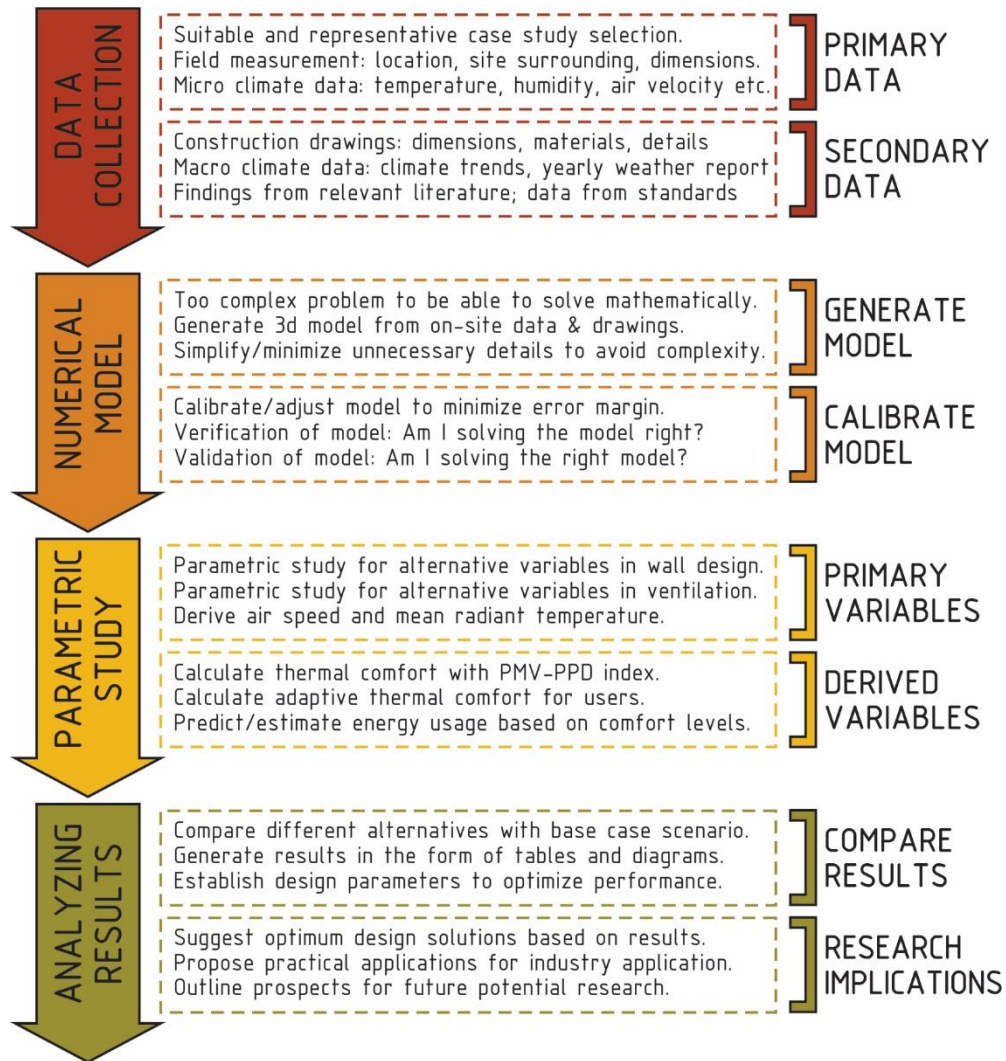 DATA
COLLECTION
Suitable and representative case study selection.
Field measurement: location, site surrounding, dimensions.
Micro climate data: temperature, humidity, air velocity etc.
PRIMARY
DATA
Construction drawings: dimensions, materials, details
Macro climate data: climate trends, yearly weather report
Findings from relevant literature; data from standards
SECONDARY
DATA
NUMERICAL
MODEL
Too complex problem to be able to solve mathematically.
Generate 3d model from on-site data & drawings.
Simplify/minimize unnecessary details to avoid complexity.
GENERATE
MODEL
Calibrate/adjust model to minimize error margin.
Verification of model: Am I solving the model right?
Validation of model: Am I solving the right model?
CALIBRATE
MODEL
PARAMETRIC
STUDY
Parametric study for alternative variables in wall design.
Parametric study for alternative variables in ventilation.
Derive air speed and mean radiant temperature.
PRIMARY
VARIABLES
Calculate thermal comfort with PMV-PPD index.
Calculate adaptive thermal comfort for users.
Predict/estimate energy usage based on comfort levels.
DERIVED
VARIABLES
ANALYZING
RESULTS
Compare different alternatives with base case scenario.
Generate results in the form of tables and diagrams.
Establish design parameters to optimize performance.
COMPARE
RESULTS
Suggest optimum design solutions based on results.
Propose practical applications for industry application.
Outline prospects for future potential research.
RESEARCH
IMPLICATIONS